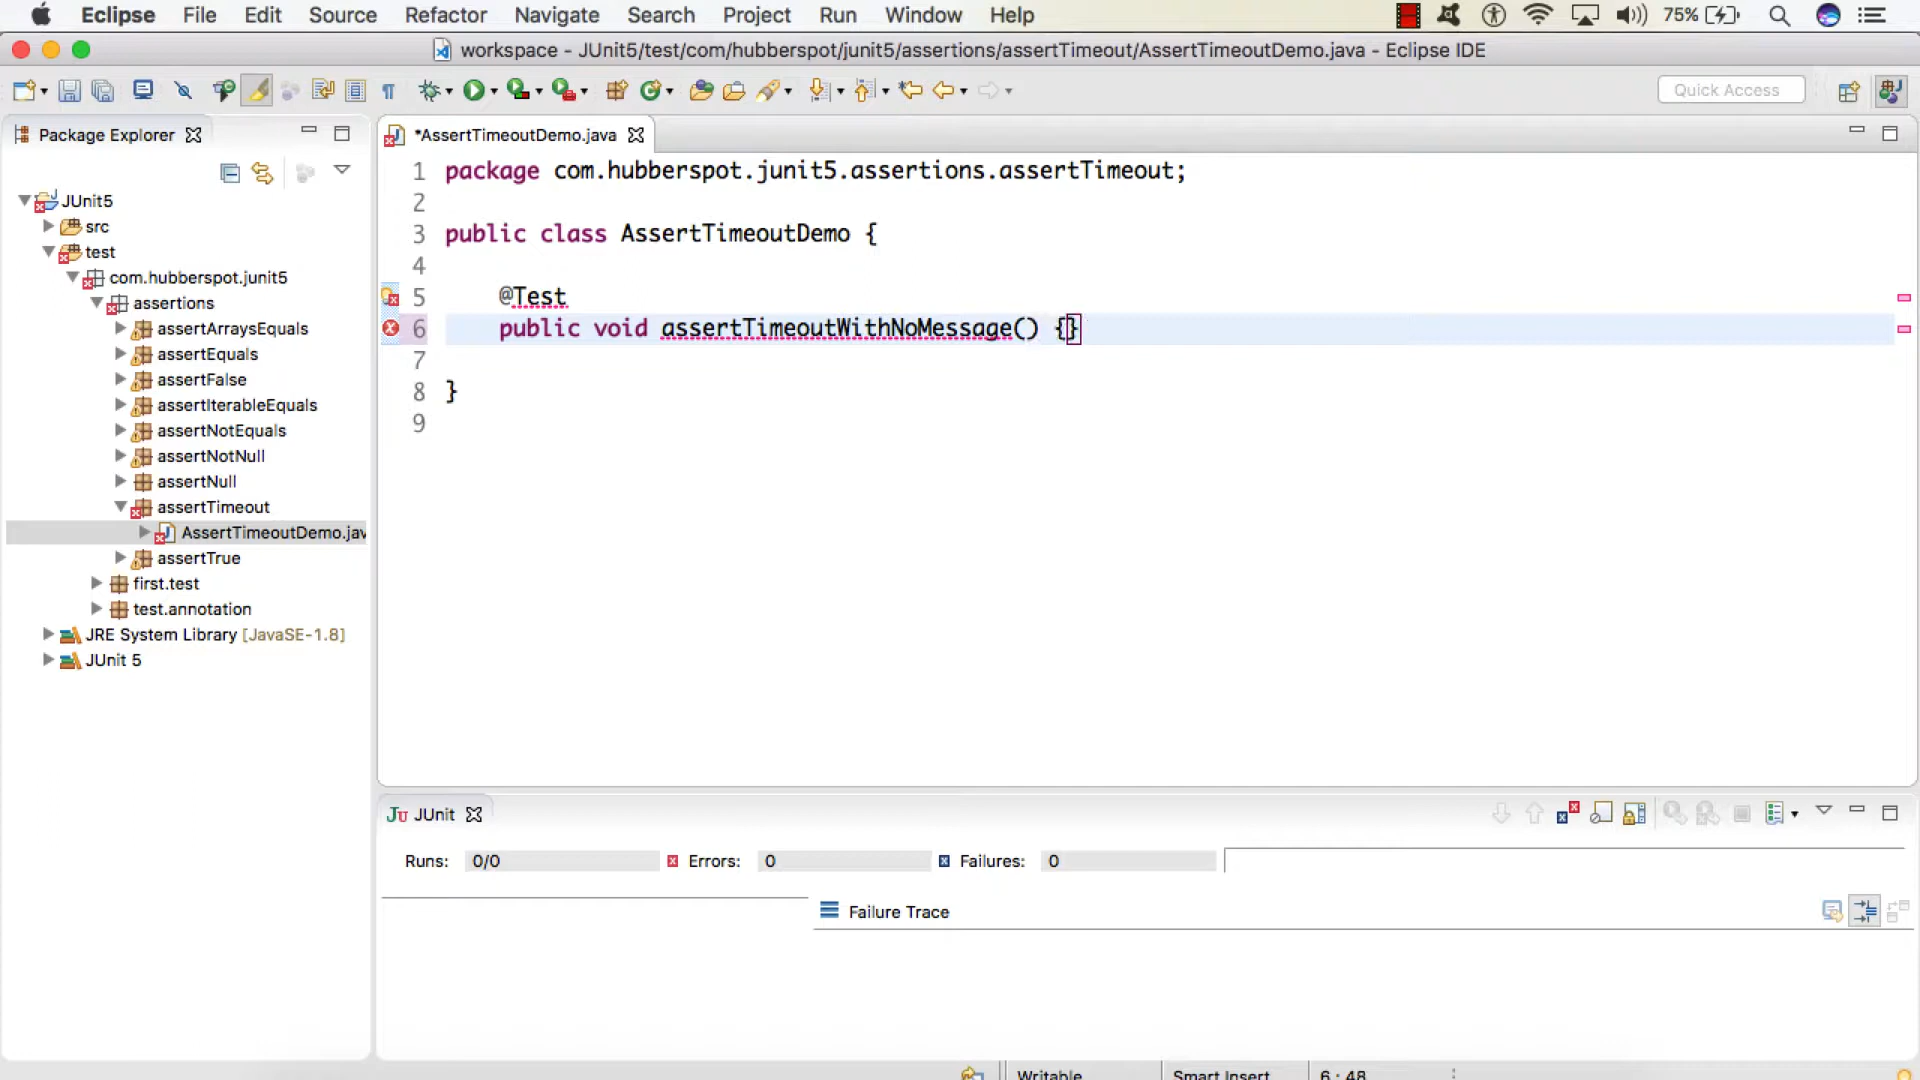 Eclipse File Edit Source Refactor Navigate Search Project Run Window Help 75%
workspace - JUnit5/test/com/hubberspot/junit5/assertions/assertTimeout/AssertTimeoutDemo.java - Eclipse IDE
Quick Access
Package Explorer
*AssertTimeoutDemo.java
JUnit5
src
test
com.hubberspot.junit5
assertions
assertArraysEquals
assertEquals
assertFalse
assertIterableEquals
assertNotEquals
assertNotNull
assertNull
assertTimeout
AssertTimeoutDemo.jav
assertTrue
first.test
test.annotation
JRE System Library [JavaSE-1.8]
JUnit 5
1 package com.hubberspot.junit5.assertions.assertTimeout;
2
3 public class AssertTimeoutDemo {
4
5 @Test
6 public void assertTimeoutWithNoMessage() {}
7
8 }
9
Ju JUnit
Runs: 0/0 Errors: 0 Failures: 0
Failure Trace
Writable Smart Insert 6 : 48